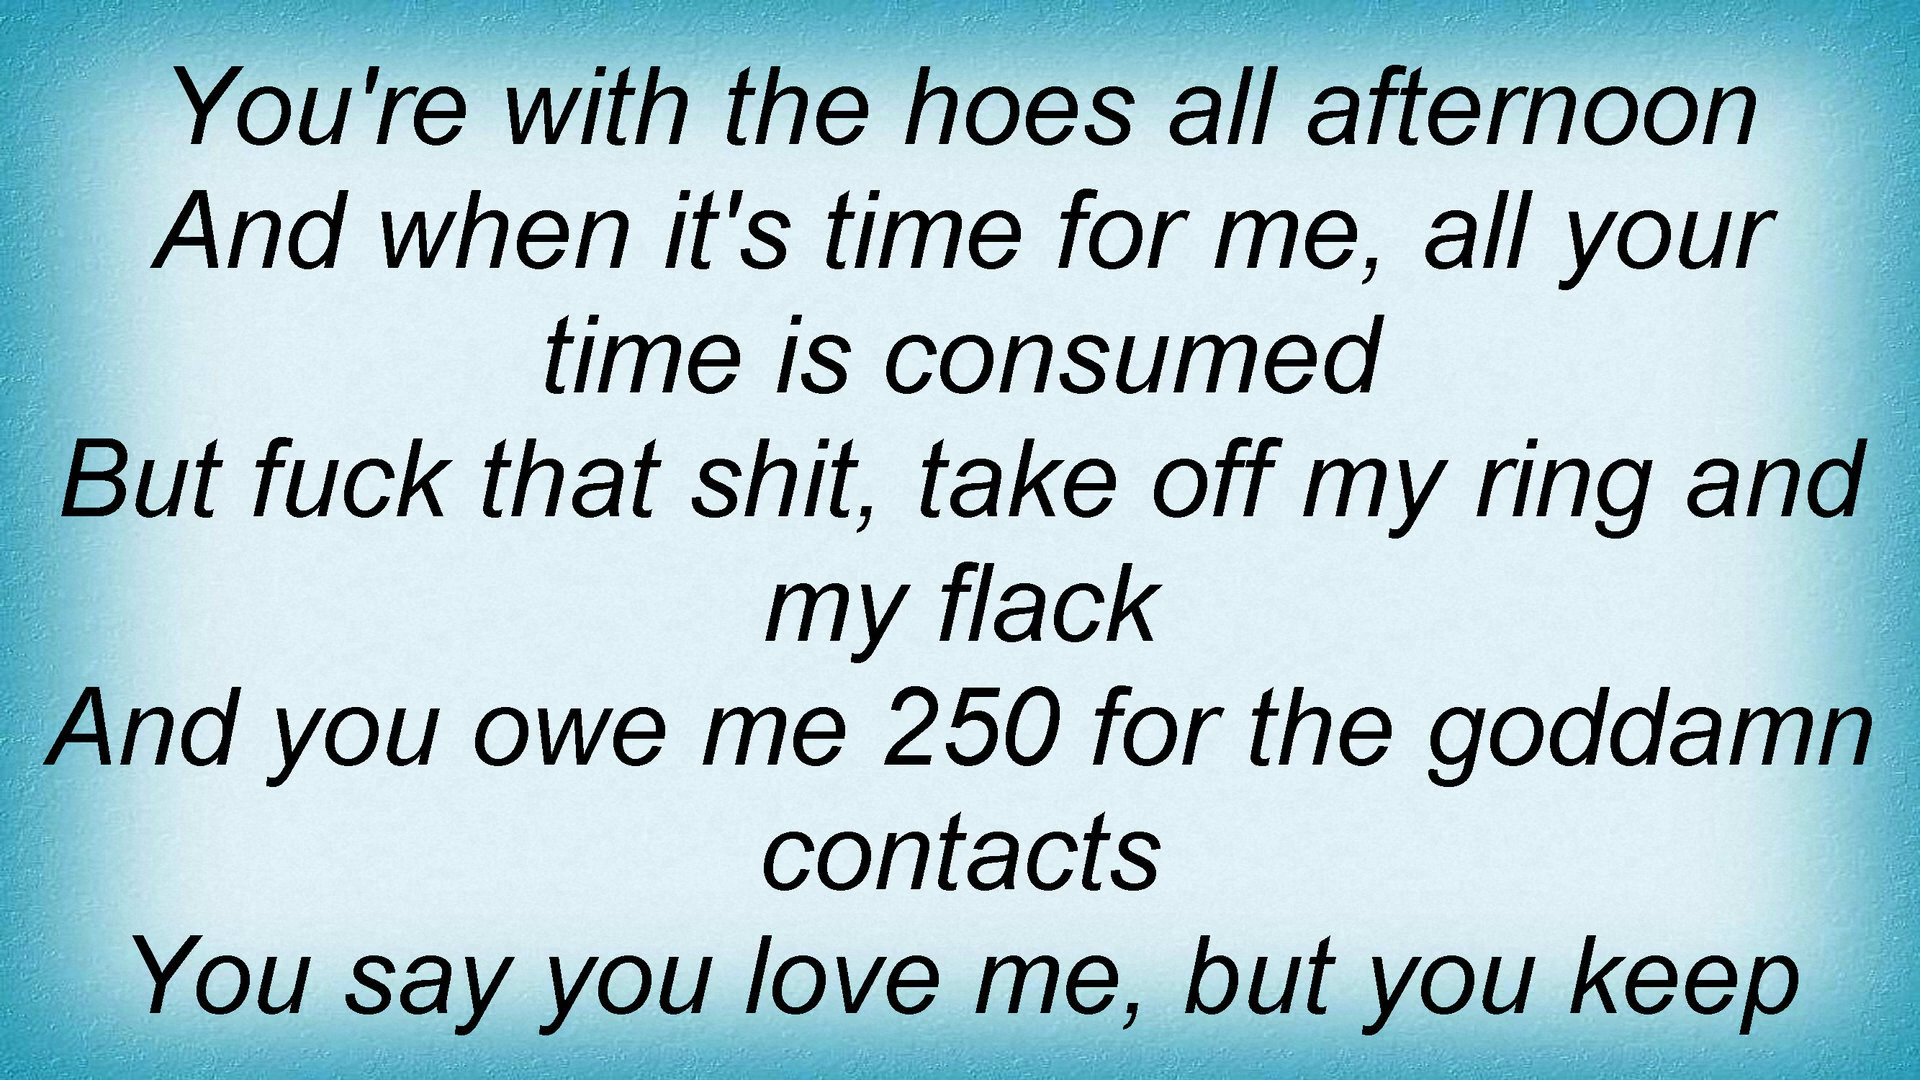 You're with the hoes all afternoon
And when it's time for me, all your
time is consumed
But fuck that shit, take off my ring and
my flack
And you owe me 250 for the goddamn
contacts
You say you love me, but you keep